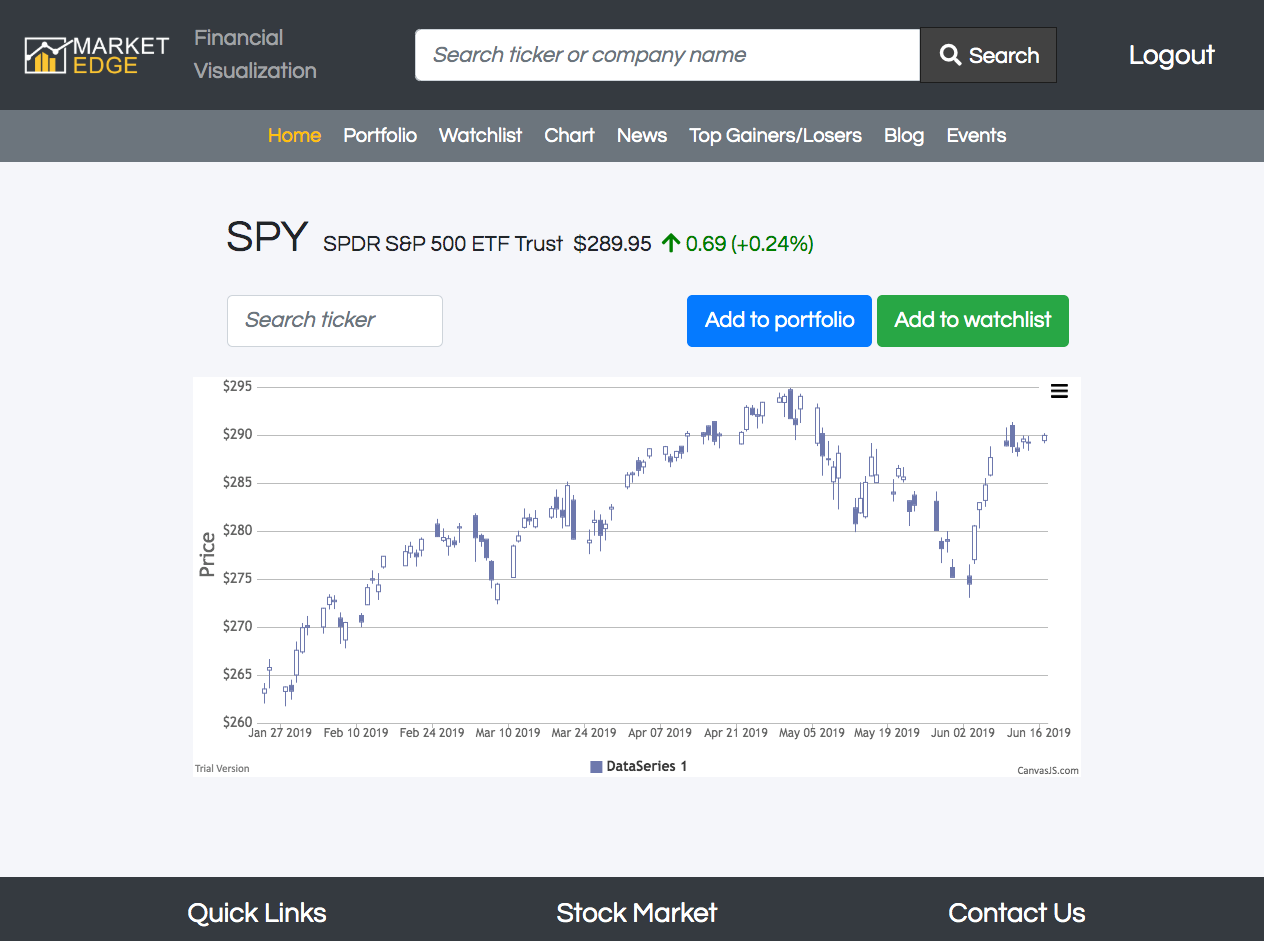 MARKET
EDGE
Financial
Visualization
Search ticker or company name
Search
Logout
Home Portfolio Watchlist Chart News Top Gainers/Losers Blog Events
SPY SPDR S&P 500 ETF Trust $289.95 0.69 (+0.24%)
Search ticker
Add to portfolio
Add to watchlist
$295
$290
$285
$280
$275
$270
$265
$260
Price
Jan 27 2019 Feb 10 2019 Feb 24 2019 Mar 10 2019 Mar 24 2019 Apr 07 2019 Apr 21 2019 May 05 2019 May 19 2019 Jun 02 2019 Jun 16 2019
DataSeries 1
Trial Version
CanvasJS.com
Quick Links Stock Market Contact Us